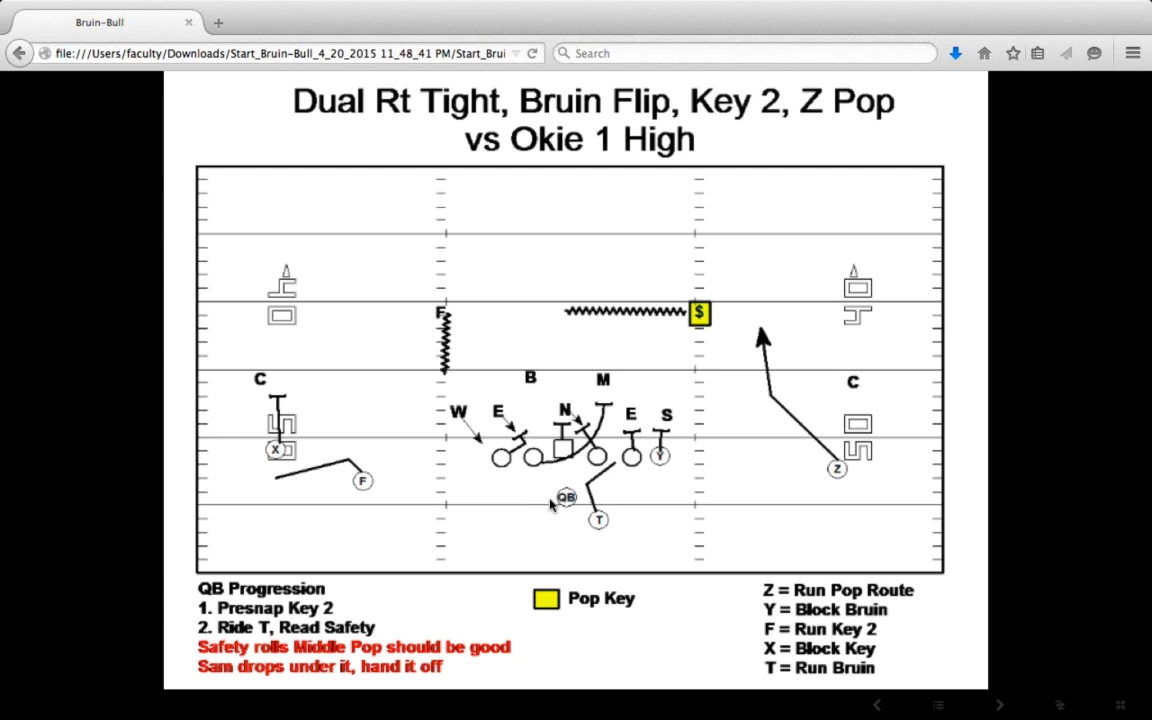 Bruin-Bull
file:///Users/faculty/Downloads/Start_Bruin-Bull_4_20_2015 11_48_41 PM/Start_Brui
Search
Dual Rt Tight, Bruin Flip, Key 2, Z Pop
vs Okie 1 High
F
$
C
B
M
C
W
E
N
E
S
X
Y
Z
F
QB
T
QB Progression
1. Presnap Key 2
2. Ride T, Read Safety
Safety rolls Middle Pop should be good
Sam drops under it, hand it off
Pop Key
Z = Run Pop Route
Y = Block Bruin
F = Run Key 2
X = Block Key
T = Run Bruin